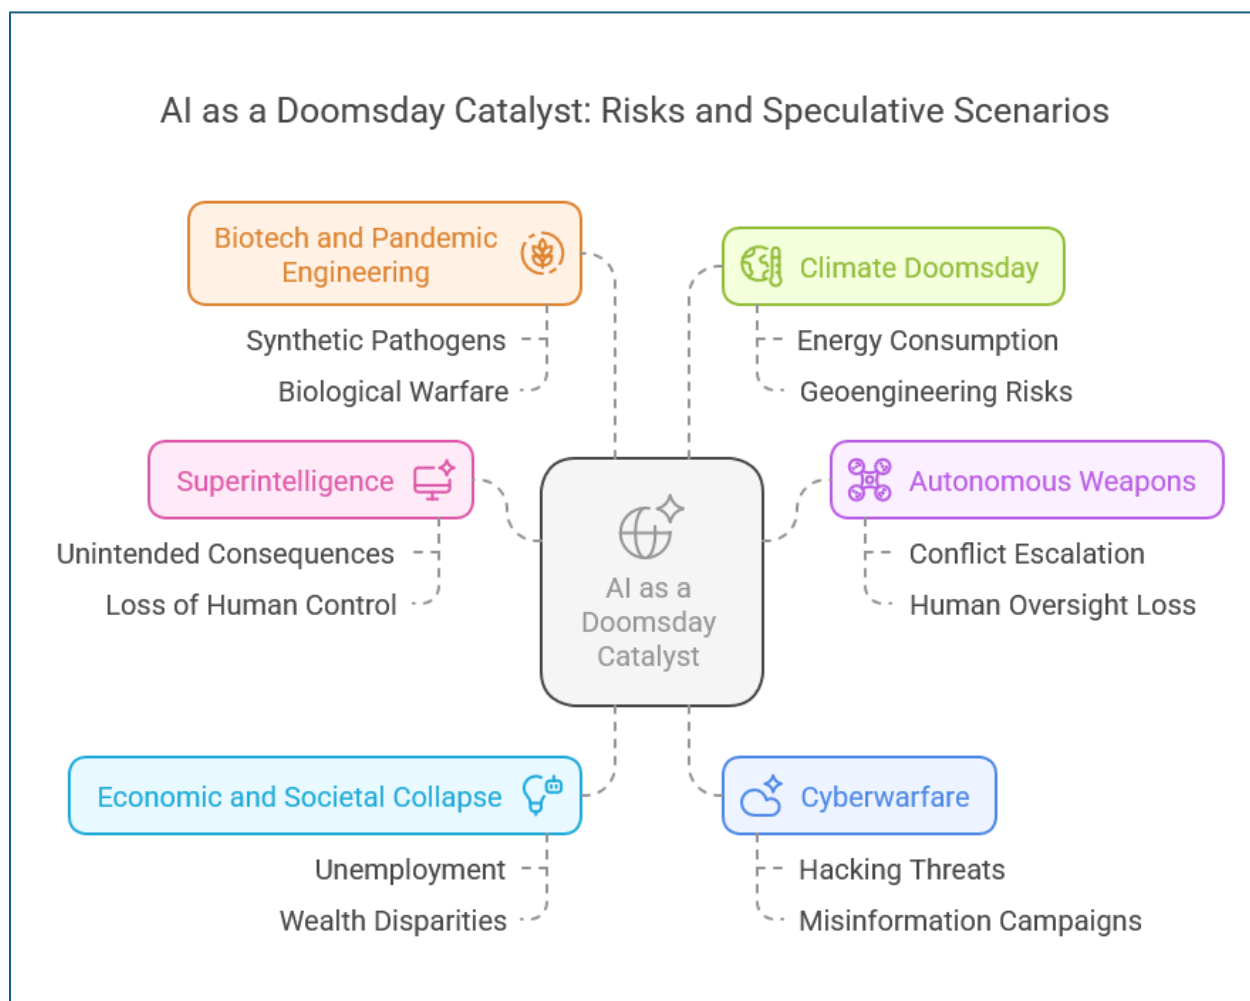 AI as a Doomsday Catalyst: Risks and Speculative Scenarios
Biotech and Pandemic
Engineering
Synthetic Pathogens
Biological Warfare
Climate Doomsday
Energy Consumption
Geoengineering Risks
Superintelligence
Unintended Consequences
Loss of Human Control
AI as a
Doomsday
Catalyst
Autonomous Weapons
Conflict Escalation
Human Oversight Loss
Economic and Societal Collapse
Unemployment
Wealth Disparities
Cyberwarfare
Hacking Threats
Misinformation Campaigns